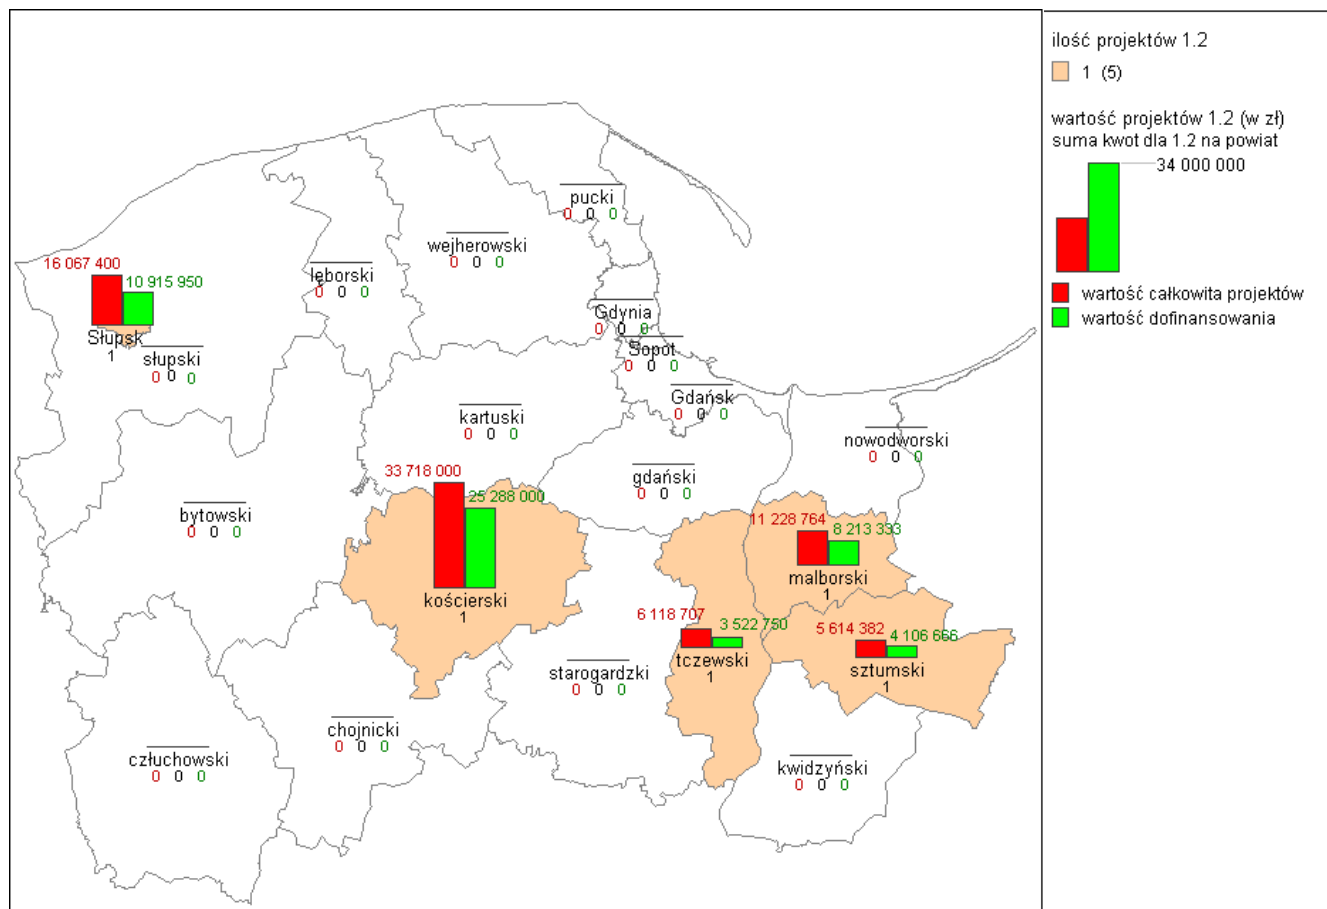 ilość projektów 1.2
1 (5)
wartość projektów 1.2 (w zł)
suma kwot dla 1.2 na powiat
34 000 000
wartość całkowita projektów
wartość dofinansowania
pucki
0 0 0
wejherowski
0 0 0
lęborski
0 0 0
16 067 400
10 915 950
Słupsk
1
słupski
0 0 0
Gdynia
0 0 0
Sopot
0 0 0
Gdańsk
0 0 0
kartuski
0 0 0
nowodworski
0 0 0
gdański
0 0 0
33 718 000
25 288 000
kościerski
1
bytowski
0 0 0
11 228 764
8 213 333
malborski
1
6 118 707
3 522 750
tczewski
1
5 614 382
4 106 666
sztumski
1
starogardzki
0 0 0
chojnicki
0 0 0
człuchowski
0 0 0
kwidzyński
0 0 0